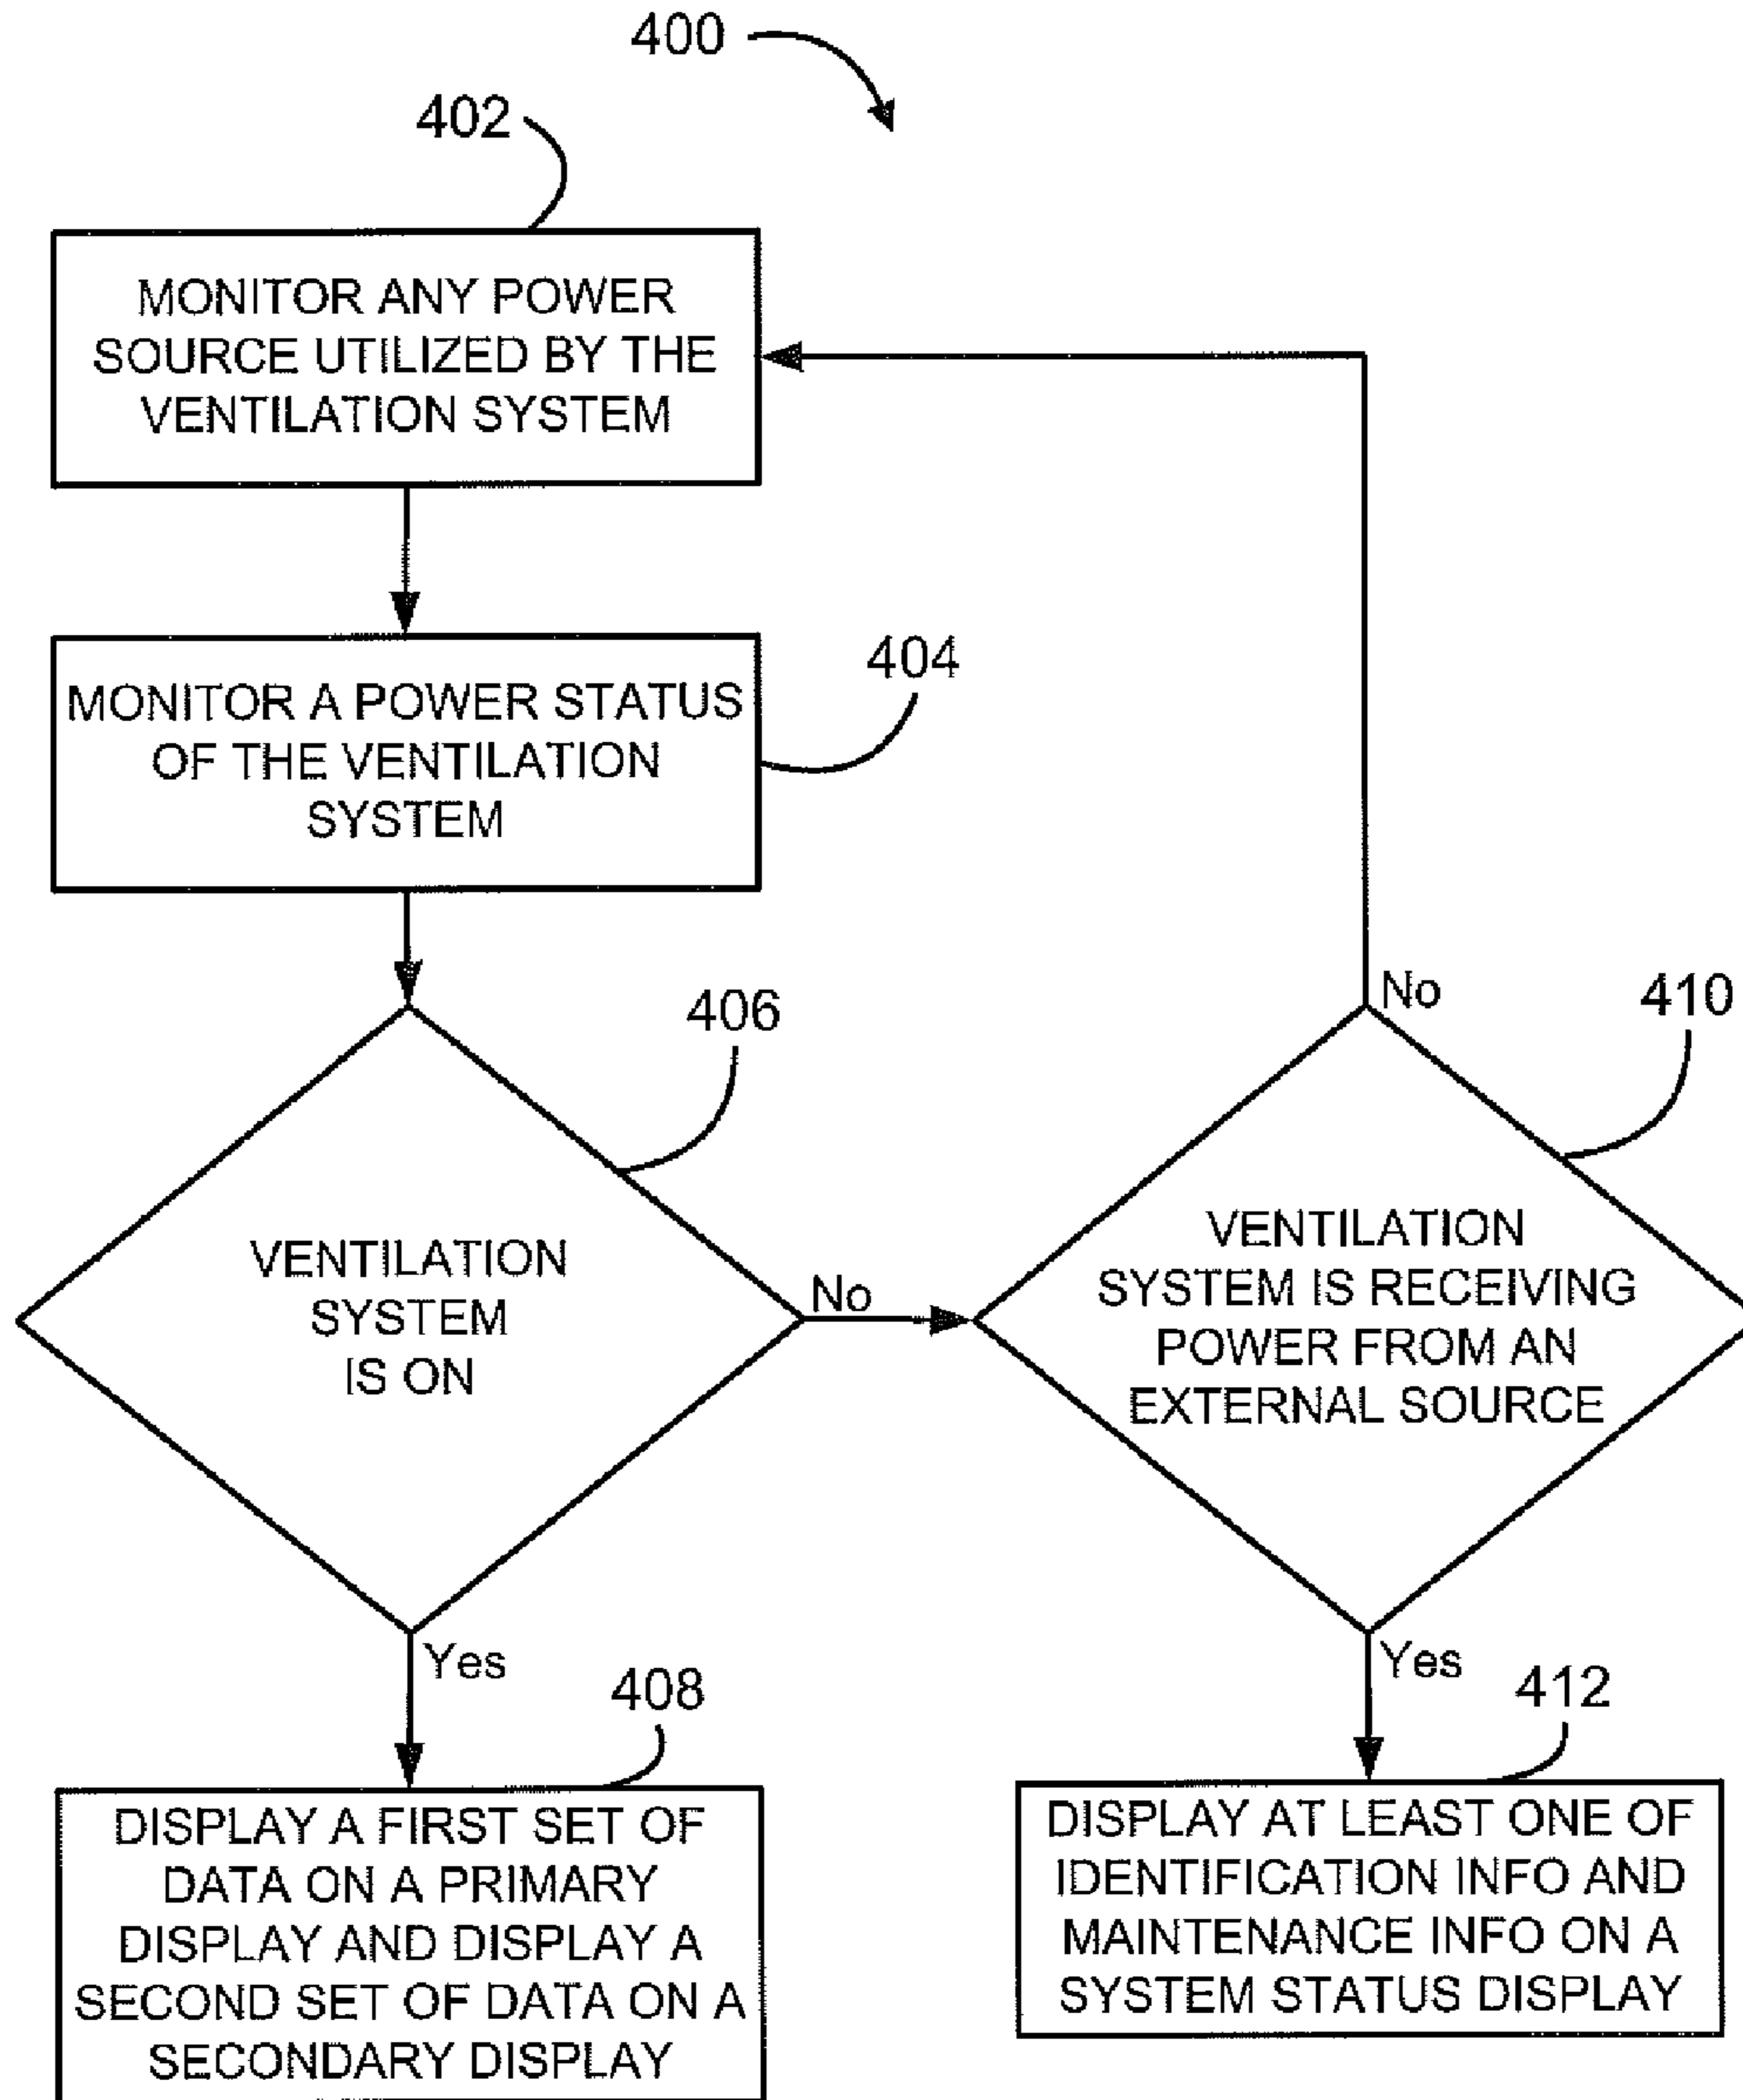 400
402
MONITOR ANY POWER
SOURCE UTILIZED BY THE
VENTILATION SYSTEM
404
MONITOR A POWER STATUS
OF THE VENTILATION
SYSTEM
406
VENTILATION
SYSTEM
IS ON
No
Yes
410
No
VENTILATION
SYSTEM IS RECEIVING
POWER FROM AN
EXTERNAL SOURCE
Yes
408
DISPLAY A FIRST SET OF
DATA ON A PRIMARY
DISPLAY AND DISPLAY A
SECOND SET OF DATA ON A
SECONDARY DISPLAY
412
DISPLAY AT LEAST ONE OF
IDENTIFICATION INFO AND
MAINTENANCE INFO ON A
SYSTEM STATUS DISPLAY